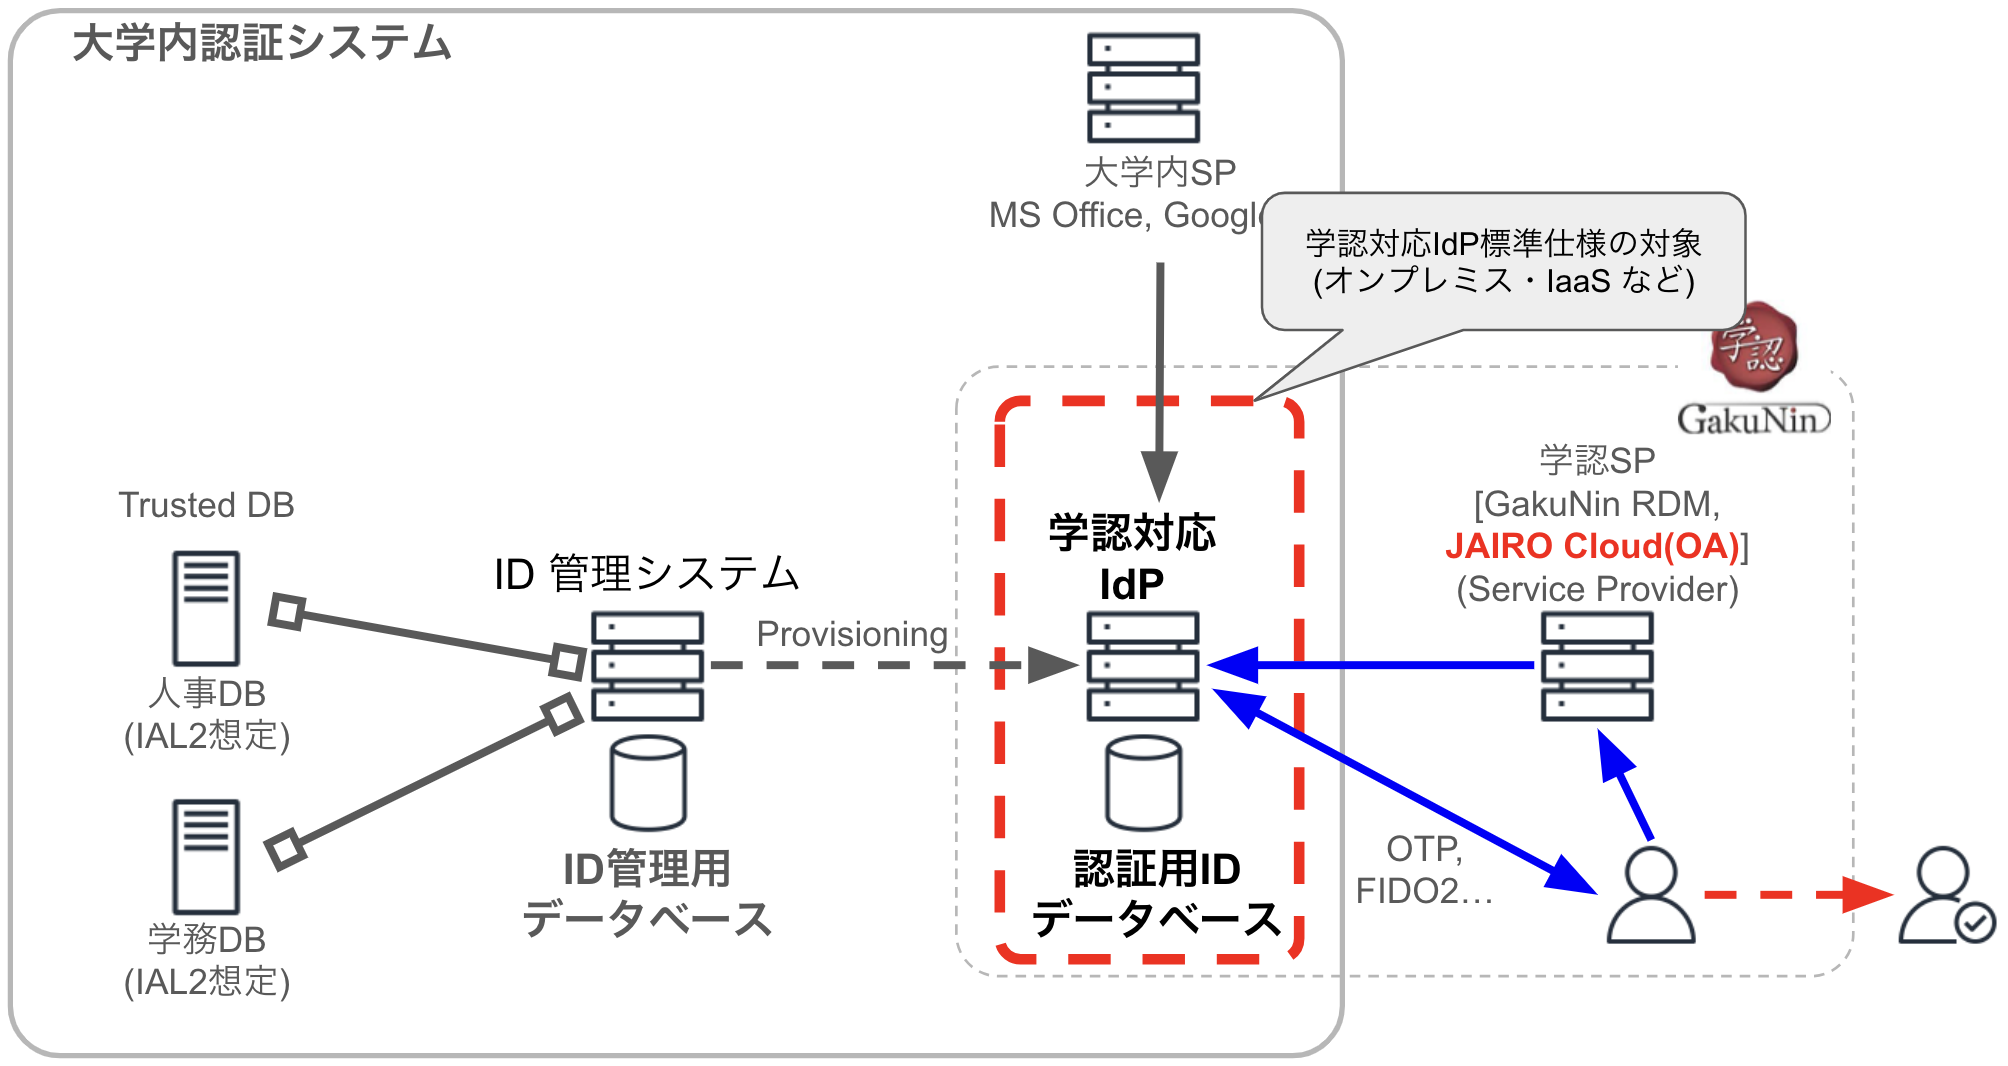 大学内認証システム
大学内SP
MS Office, Googl
学認対応IdP標準仕様の対象
(オンプレミス・IaaS など)
学認
GakuNin
学認SP
[GakuNin RDM,
JAIRO Cloud(OA)]
(Service Provider)
Trusted DB
人事DB
(IAL2想定)
学務DB
(IAL2想定)
ID 管理システム
ID管理用
データベース
Provisioning
学認対応
IdP
認証用ID
データベース
OTP,
FIDO2…